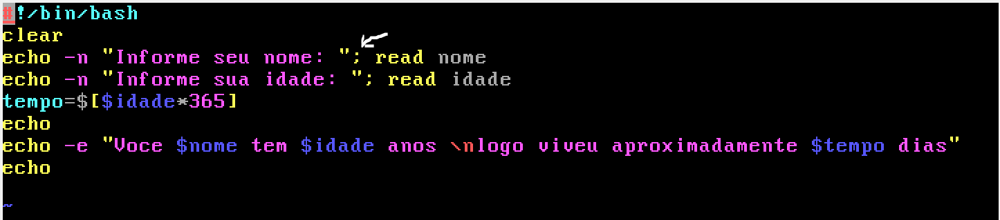 #!/bin/bash
clear
echo -n "Informe seu nome: "; read nome
echo -n "Informe sua idade: "; read idade
tempo=$[$idade*365]
echo
echo -e "Voce $nome tem $idade anos \nlogo viveu aproximadamente $tempo dias"
echo
~